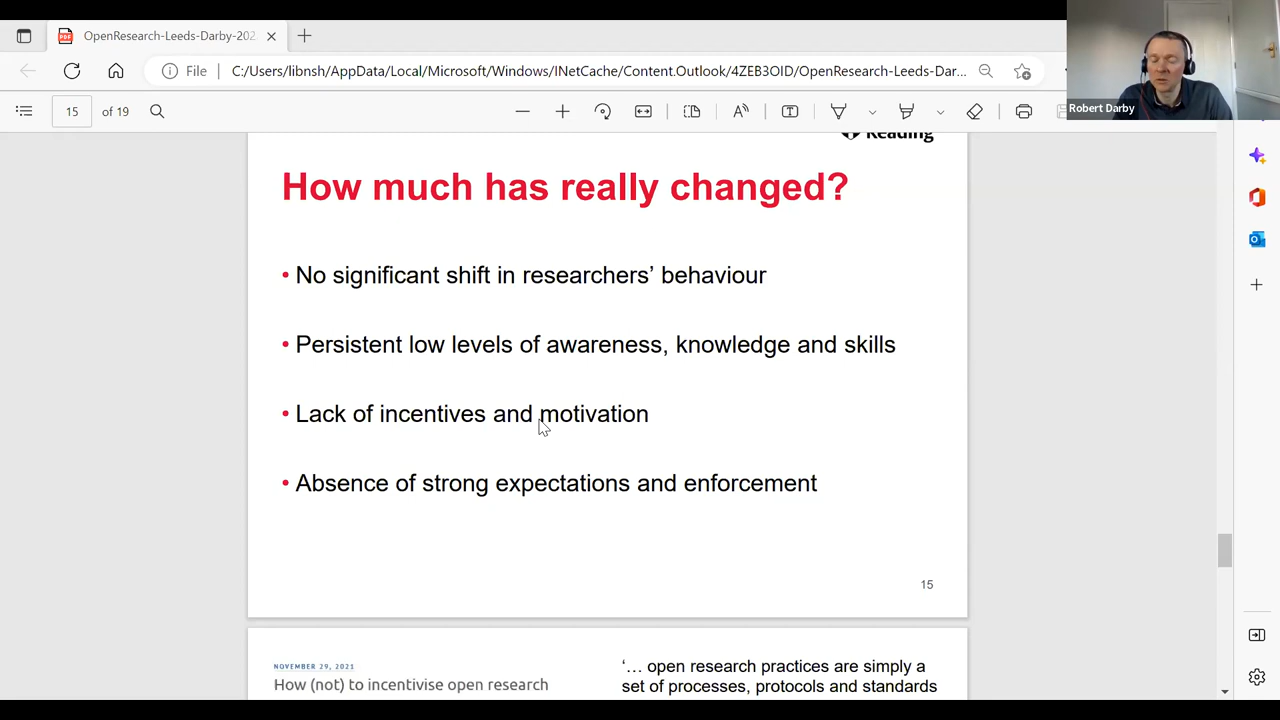 OpenResearch-Leeds-Darby-202
File
C:/Users/libnsh/AppData/Local/Microsoft/Windows/INetCache/Content.Outlook/4ZEB3OID/OpenResearch-Leeds-Dar...
Robert Darby
15 of 19
Reading
How much has really changed?
• No significant shift in researchers’ behaviour
• Persistent low levels of awareness, knowledge and skills
• Lack of incentives and motivation
• Absence of strong expectations and enforcement
15
NOVEMBER 29, 2021
How (not) to incentivise open research
‘… open research practices are simply a
set of processes, protocols and standards